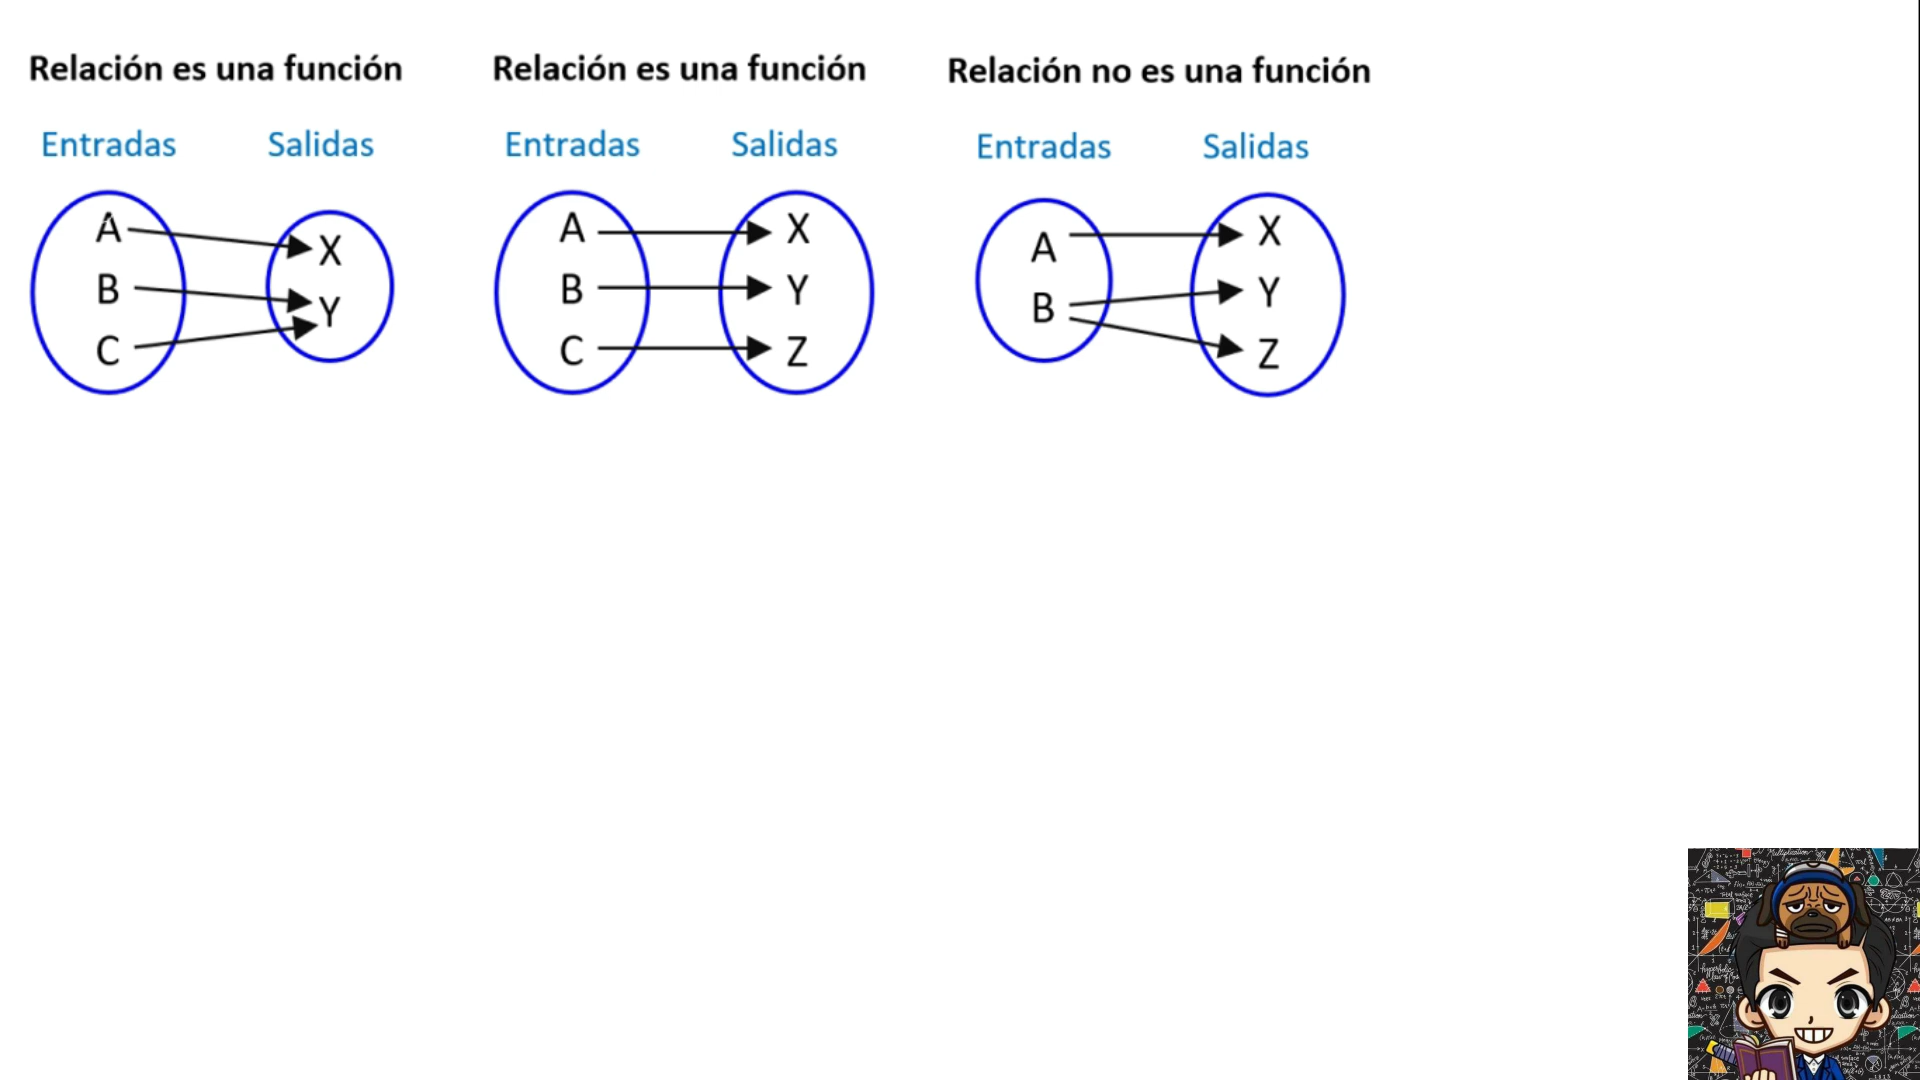 Relación es una función
Entradas Salidas
A X
B Y
C
Relación es una función
Entradas Salidas
A X
B Y
C Z
Relación no es una función
Entradas Salidas
A X
B Y
Z
Multiplication